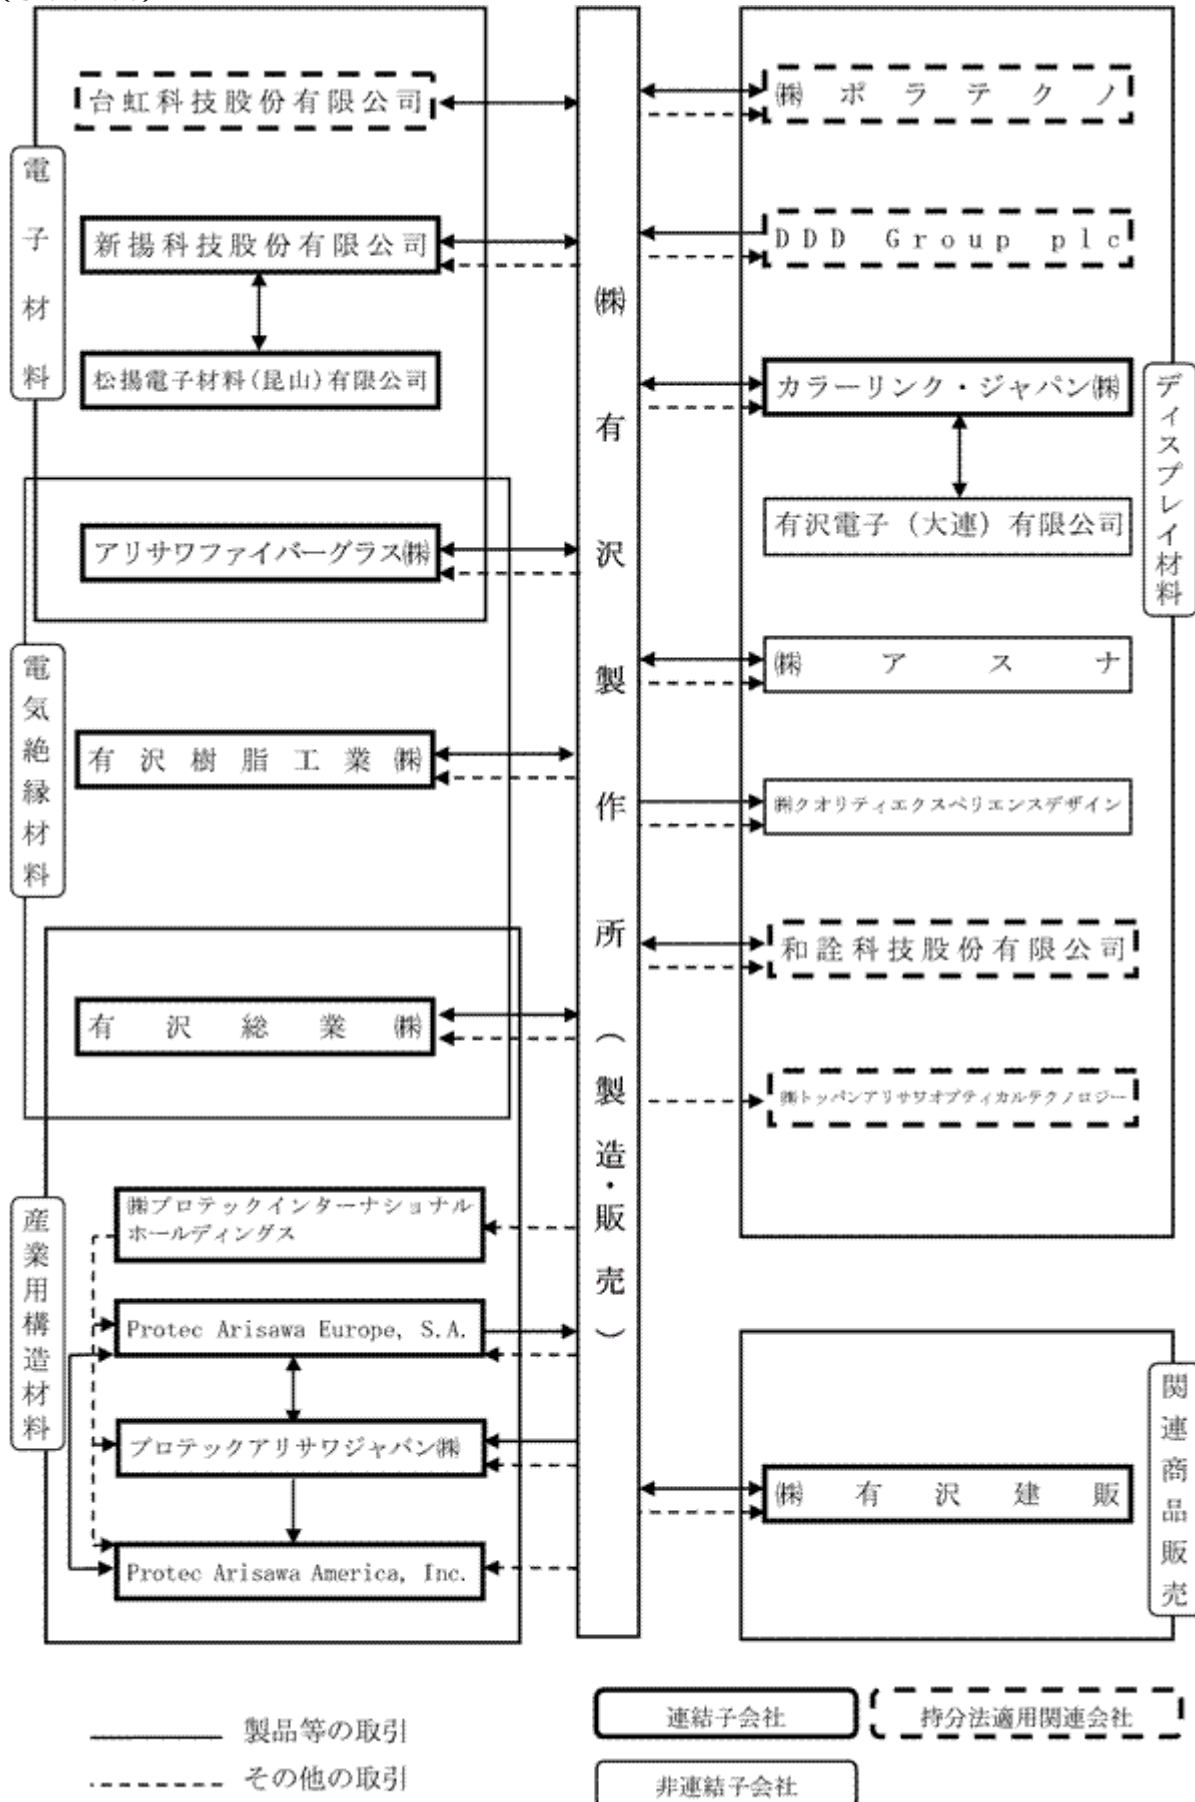 電子材料
台虹科技股份有限公司
新揚科技股份有限公司
松揚電子材料(昆山)有限公司
電気絶縁材料
アリサワファイバーグラス㈱
有沢樹脂工業㈱
有沢総業㈱
産業用構造材料
㈱プロテックインターナショナル
ホールディングス
Protec Arisawa Europe, S.A.
プロテックアリサワジャパン㈱
Protec Arisawa America, Inc.
㈱有沢製作所(製造・販売)
ディスプレイ材料
㈱ポラテクノ
DDD Group plc
カラーリンク・ジャパン㈱
有沢電子(大連)有限公司
㈱アスナ
㈱クオリティエクスペリエンスデザイン
和詮科技股份有限公司
㈱トッパンアリサワオプティカルテクノロジー
関連商品販売
㈱有沢建販
製品等の取引
その他の取引
連結子会社
持分法適用関連会社
非連結子会社